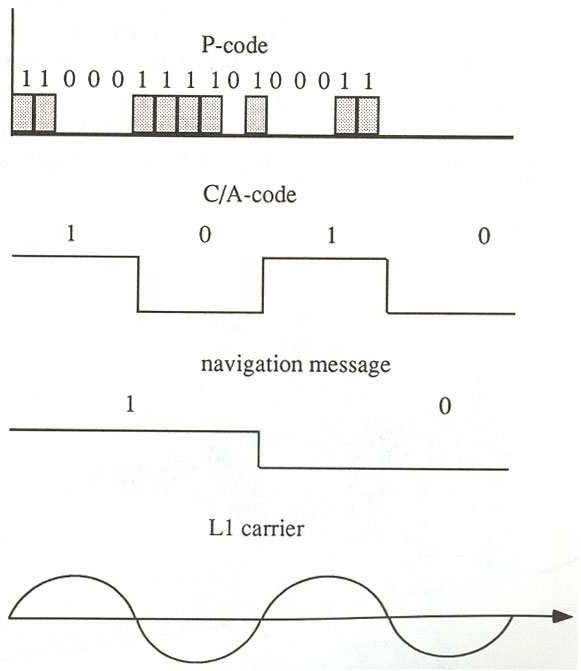 P-code
1 1 0 0 0 1 1 1 1 0 1 0 0 0 1 1
C/A-code
1 0 1 0
navigation message
1 0
L1 carrier